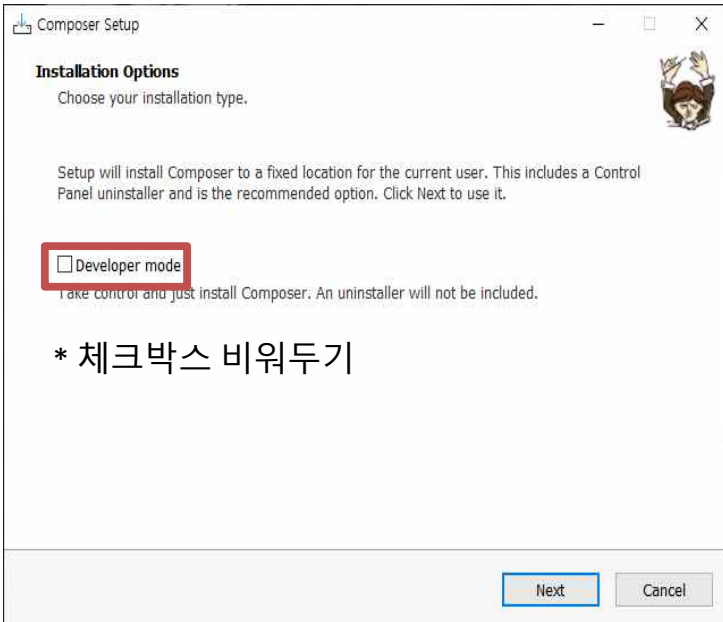 Composer Setup
Installation Options
Choose your installation type.
Setup will install Composer to a fixed location for the current user. This includes a Control
Panel uninstaller and is the recommended option. Click Next to use it.
Developer mode
Take control and just install Composer. An uninstaller will not be included.
* 체크박스 비워두기
Next Cancel